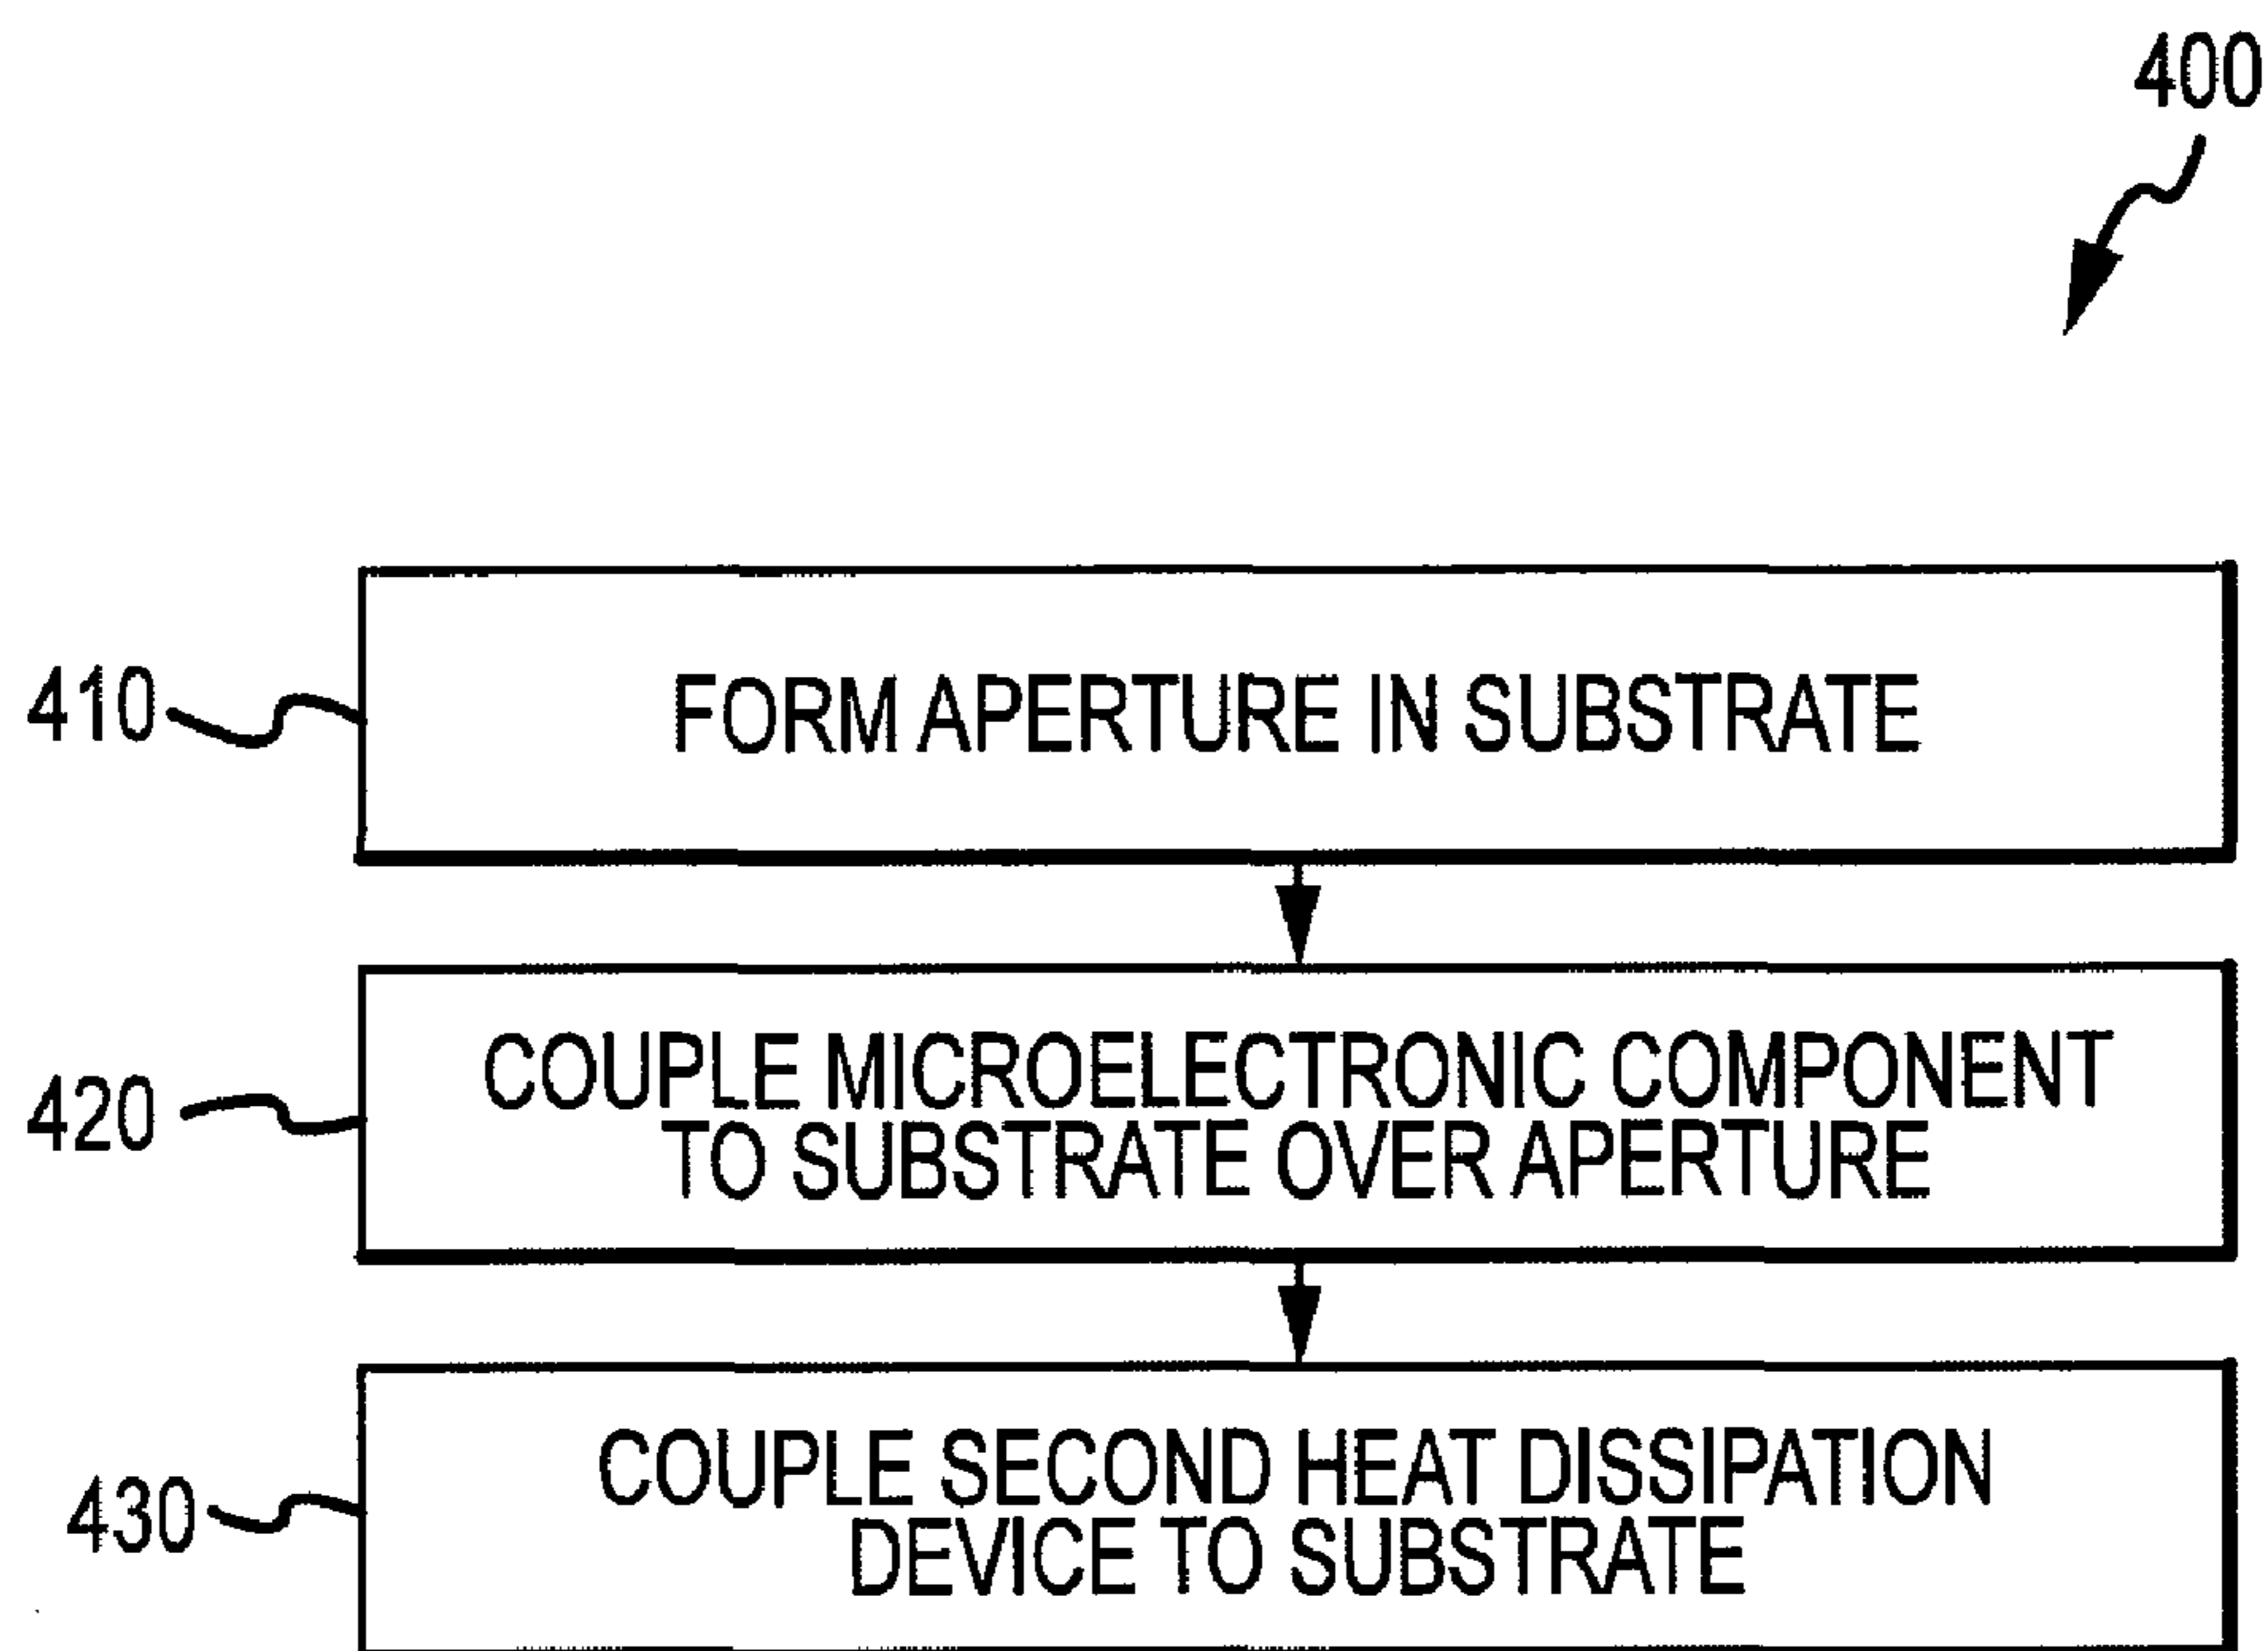 400
410
FORM APERTURE IN SUBSTRATE
420
COUPLE MICROELECTRONIC COMPONENT
TO SUBSTRATE OVER APERTURE
430
COUPLE SECOND HEAT DISSIPATION
DEVICE TO SUBSTRATE